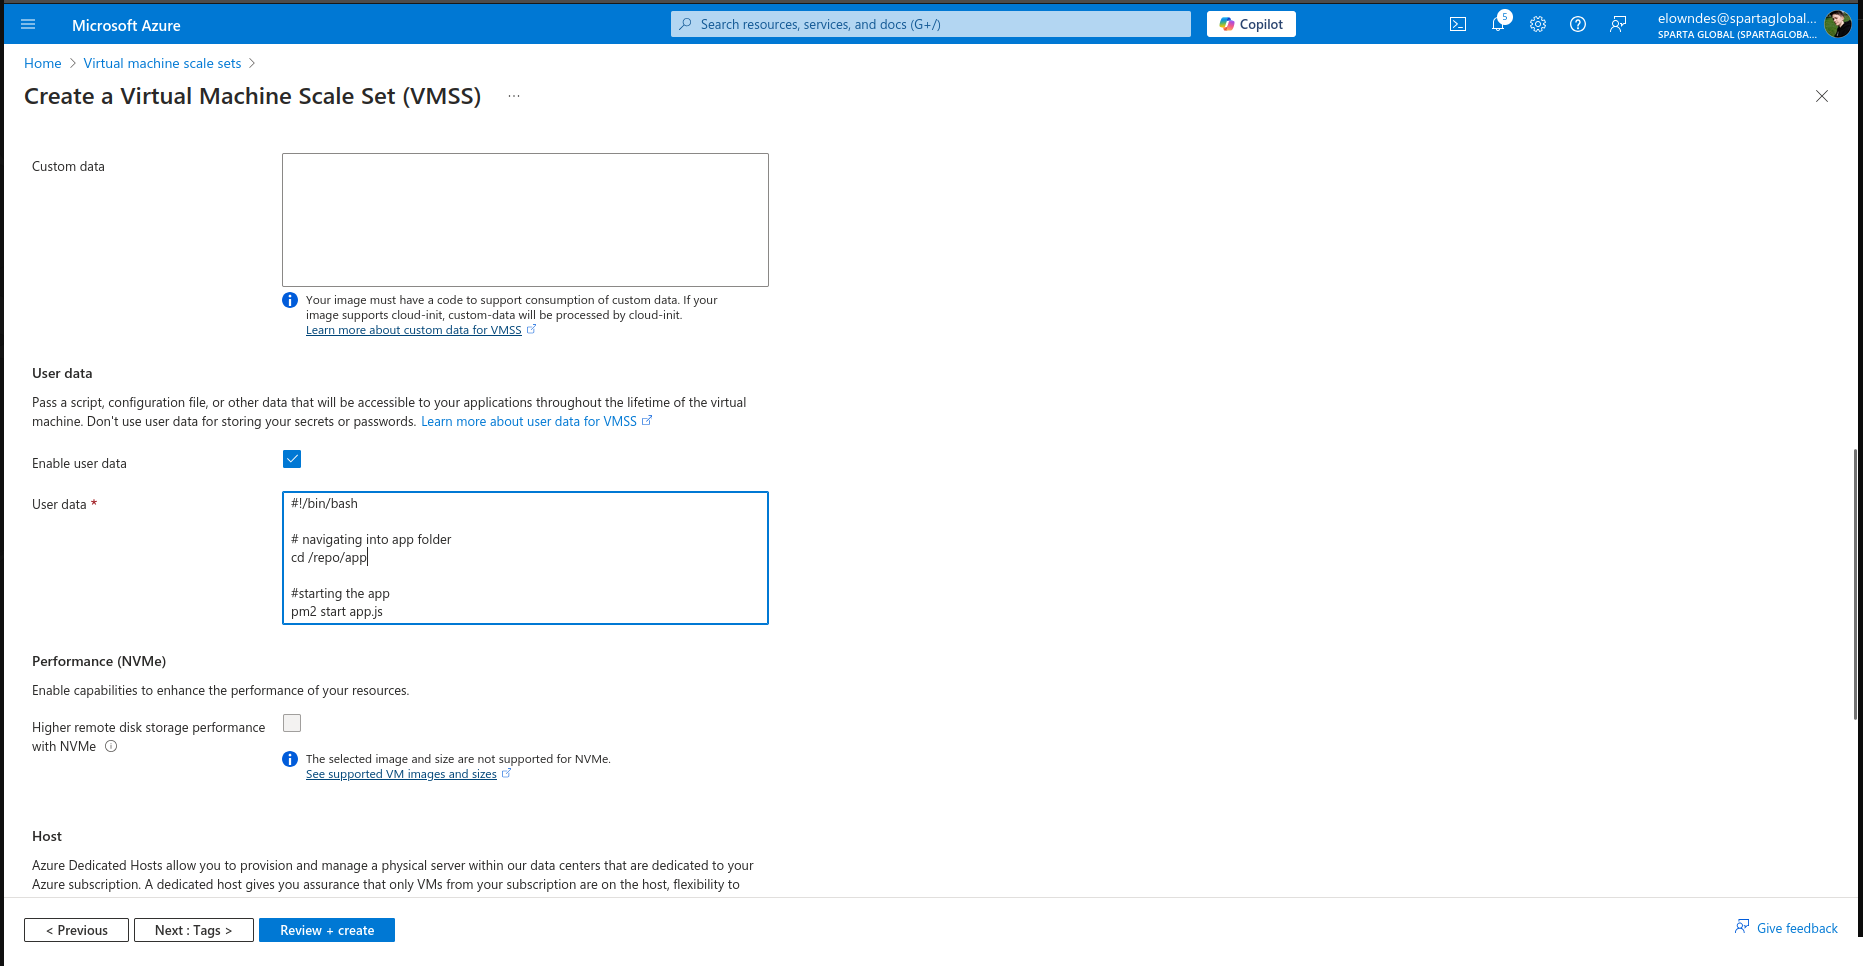 Microsoft Azure
Search resources, services, and docs (G+/)
Copilot
5
elowndes@spartaglobal...
SPARTA GLOBAL (SPARTAGLOBA...
Home > Virtual machine scale sets >
Create a Virtual Machine Scale Set (VMSS) ...
Custom data
Your image must have a code to support consumption of custom data. If your
image supports cloud-init, custom-data will be processed by cloud-init.
Learn more about custom data for VMSS
User data
Pass a script, configuration file, or other data that will be accessible to your applications throughout the lifetime of the virtual
machine. Don't use user data for storing your secrets or passwords. Learn more about user data for VMSS
Enable user data
User data *
#!/bin/bash
# navigating into app folder
cd /repo/app
#starting the app
pm2 start app.js
Performance (NVMe)
Enable capabilities to enhance the performance of your resources.
Higher remote disk storage performance
with NVMe
The selected image and size are not supported for NVMe.
See supported VM images and sizes
Host
Azure Dedicated Hosts allow you to provision and manage a physical server within our data centers that are dedicated to your
Azure subscription. A dedicated host gives you assurance that only VMs from your subscription are on the host, flexibility to
< Previous
Next : Tags >
Review + create
Give feedback